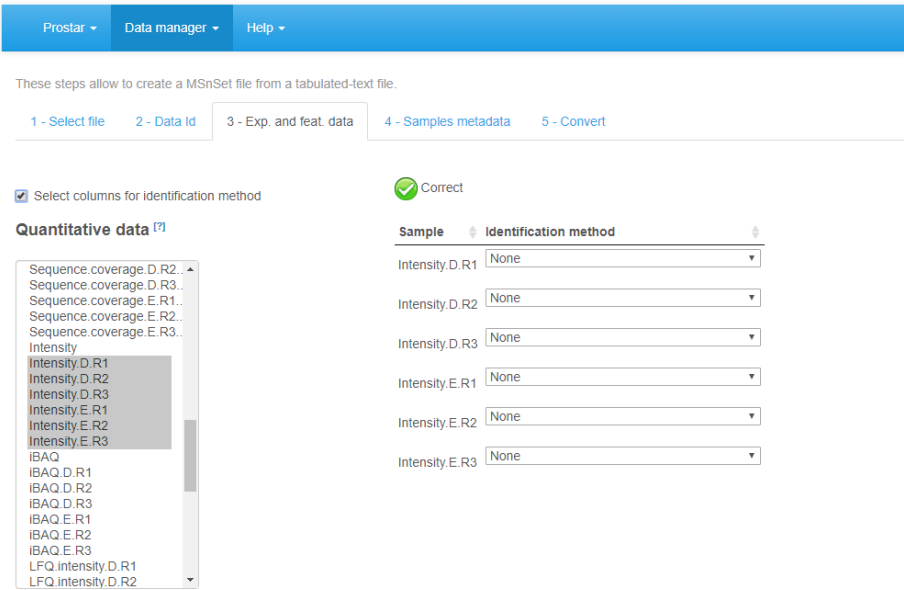 Prostar Data manager Help
These steps allow to create a MSnSet file from a tabulated-text file.
1 - Select file 2 - Data Id 3 - Exp. and feat. data 4 - Samples metadata 5 - Convert
Select columns for identification method
Quantitative data [?]
Sequence.coverage.D.R2..
Sequence.coverage.D.R3..
Sequence.coverage.E.R1..
Sequence.coverage.E.R2..
Sequence.coverage.E.R3..
Intensity
Intensity.D.R1
Intensity.D.R2
Intensity.D.R3
Intensity.E.R1
Intensity.E.R2
Intensity.E.R3
iBAQ
iBAQ.D.R1
iBAQ.D.R2
iBAQ.D.R3
iBAQ.E.R1
iBAQ.E.R2
iBAQ.E.R3
LFQ.intensity.D.R1
LFQ.intensity.D.R2
Correct
Sample Identification method
Intensity.D.R1 None
Intensity.D.R2 None
Intensity.D.R3 None
Intensity.E.R1 None
Intensity.E.R2 None
Intensity.E.R3 None